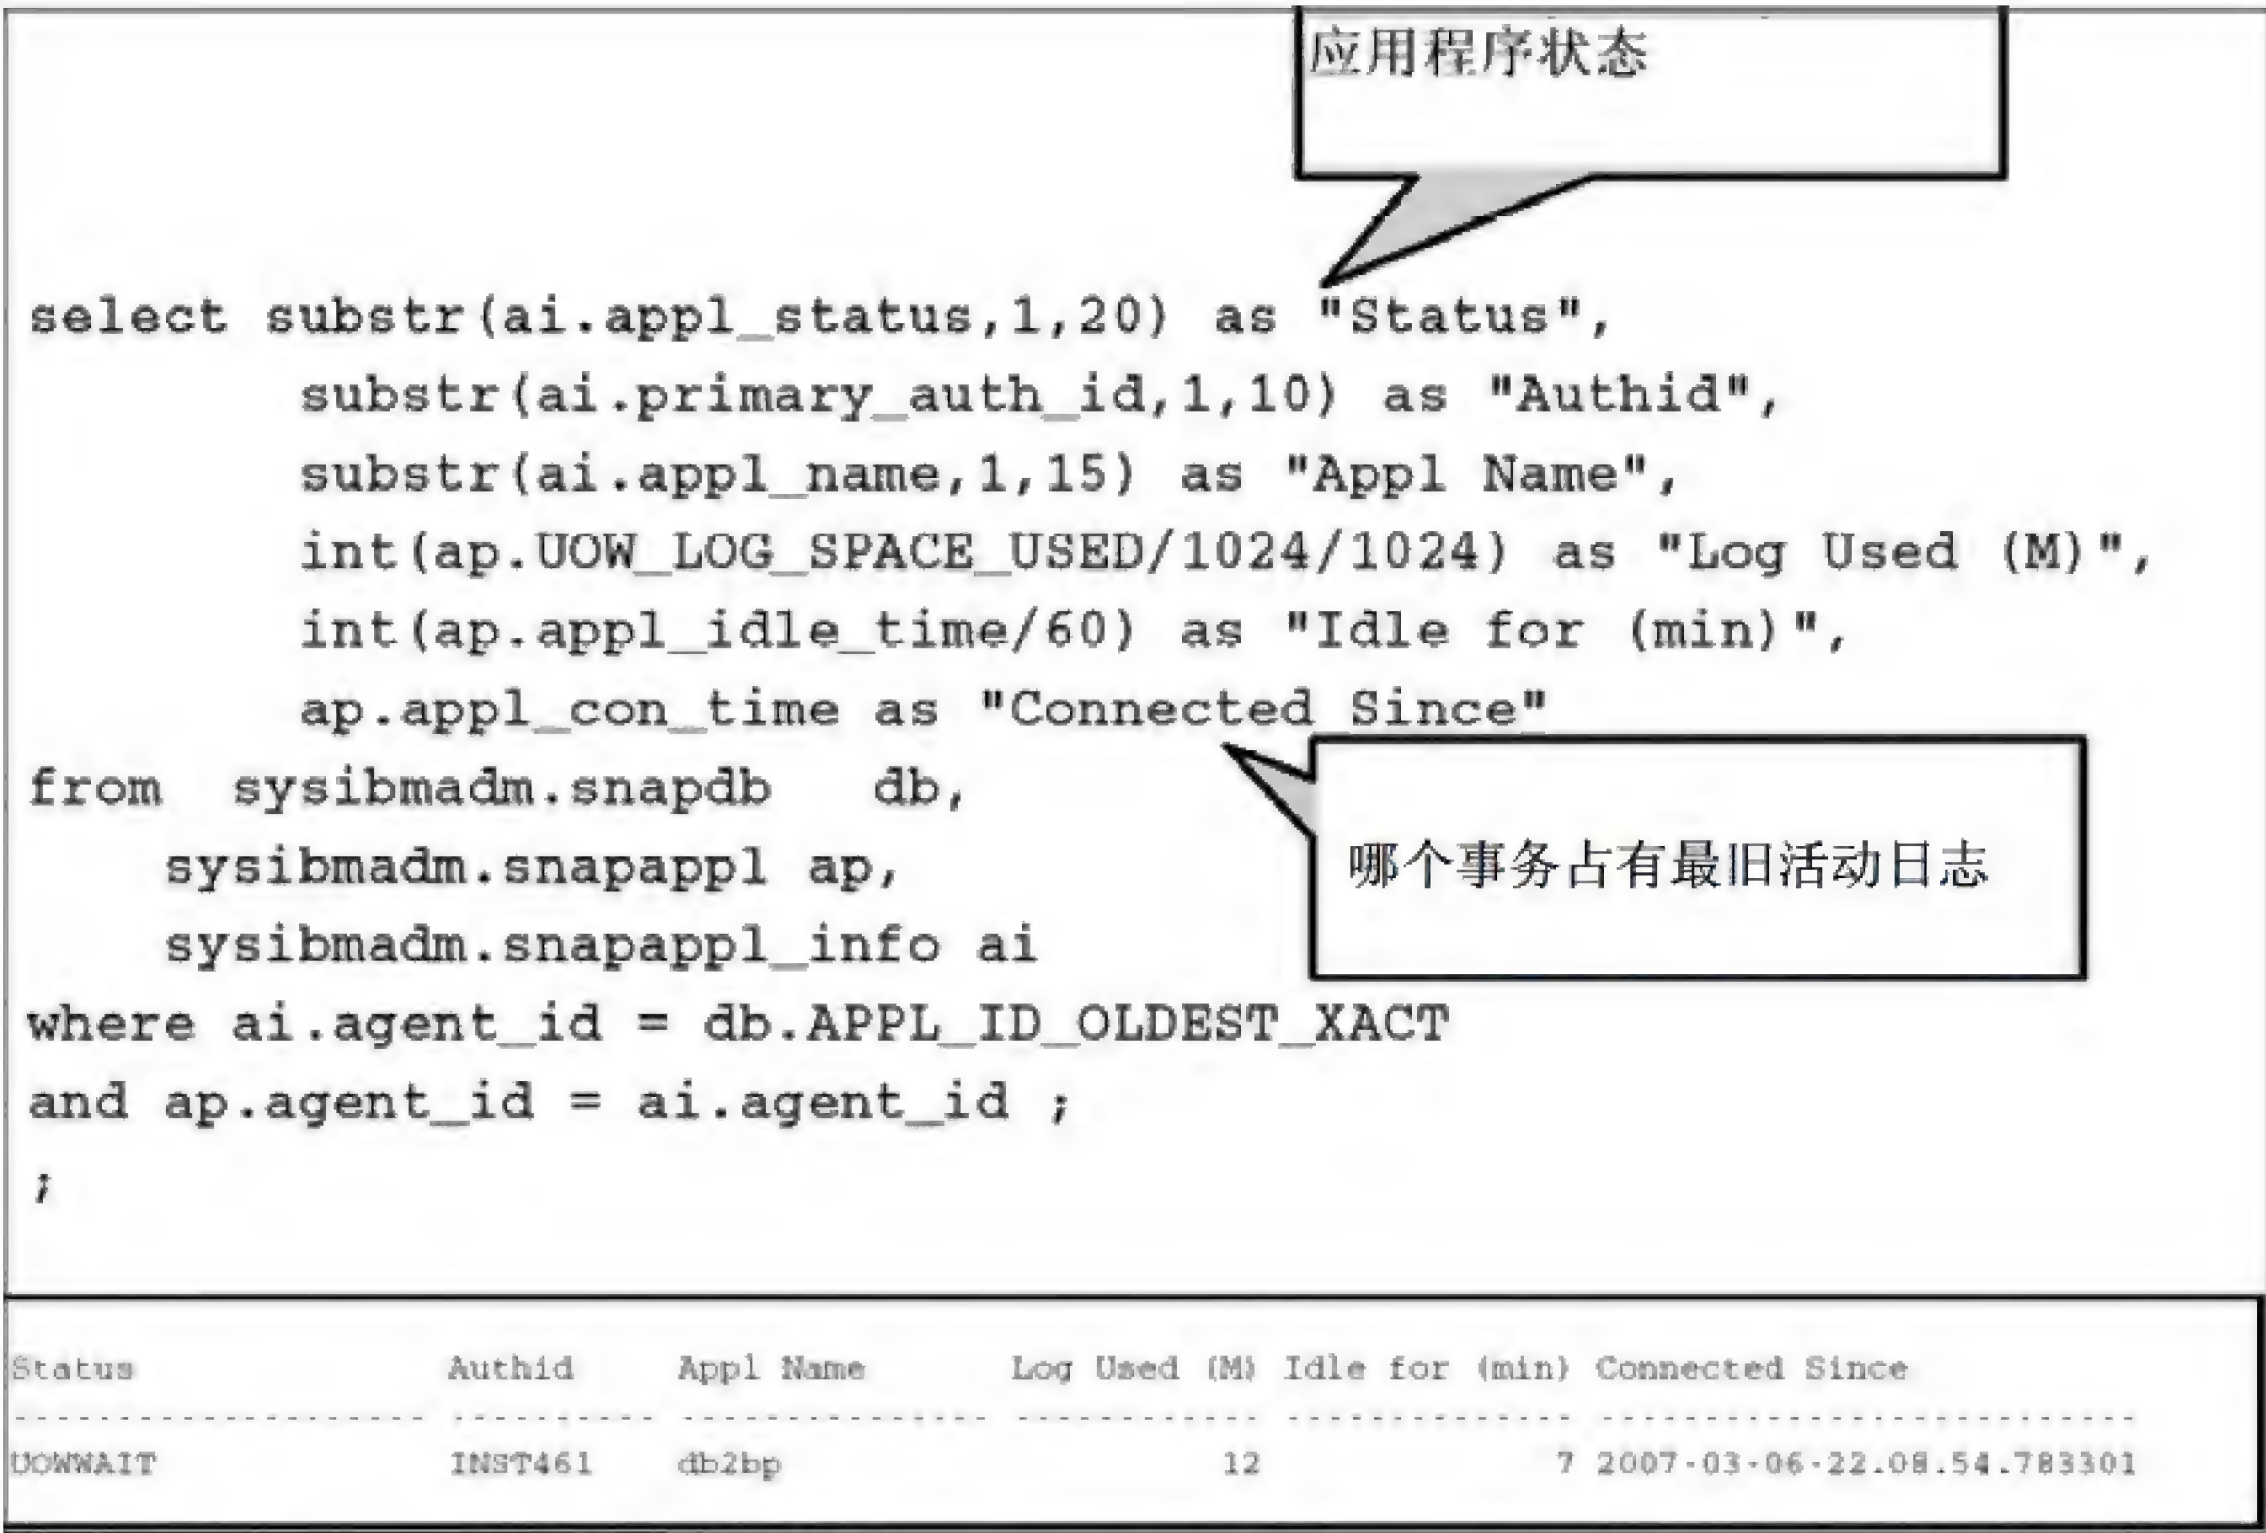 应用程序状态
select substr(ai.appl_status,1,20) as "Status",
substr(ai.primary_auth_id,1,10) as "Authid",
substr(ai.appl_name,1,15) as "Appl Name",
int(ap.UOW_LOG_SPACE_USED/1024/1024) as "Log Used (M)",
int(ap.appl_idle_time/60) as "Idle for (min)",
ap.appl_con_time as "Connected Since"
from sysibmadm.snapdb db,
哪个事务占有最旧活动日志
sysibmadm.snapappl ap,
sysibmadm.snapappl_info ai
where ai.agent_id = db.APPL_ID_OLDEST_XACT
and ap.agent_id = ai.agent_id ;
;
Status Authid Appl Name Log Used (M) Idle for (min) Connected Since
-------------------- ---------- --------------- ------------ -------------- --------------------------
UOWWAIT INST461 db2bp 12 7 2007-03-06-22.08.54.783301